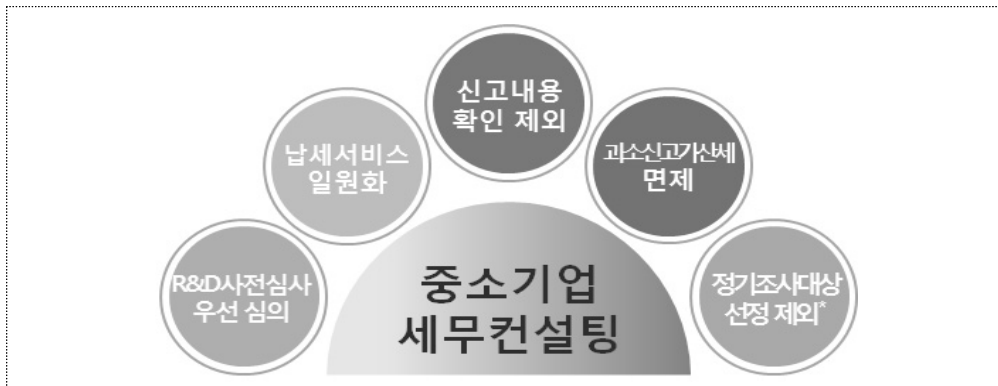 신고내용
확인 제외
납세서비스
일원화
과소신고가산세
면제
R&D사전심사
우선 심의
정기조사대상
선정 제외*
중소기업
세무컨설팅